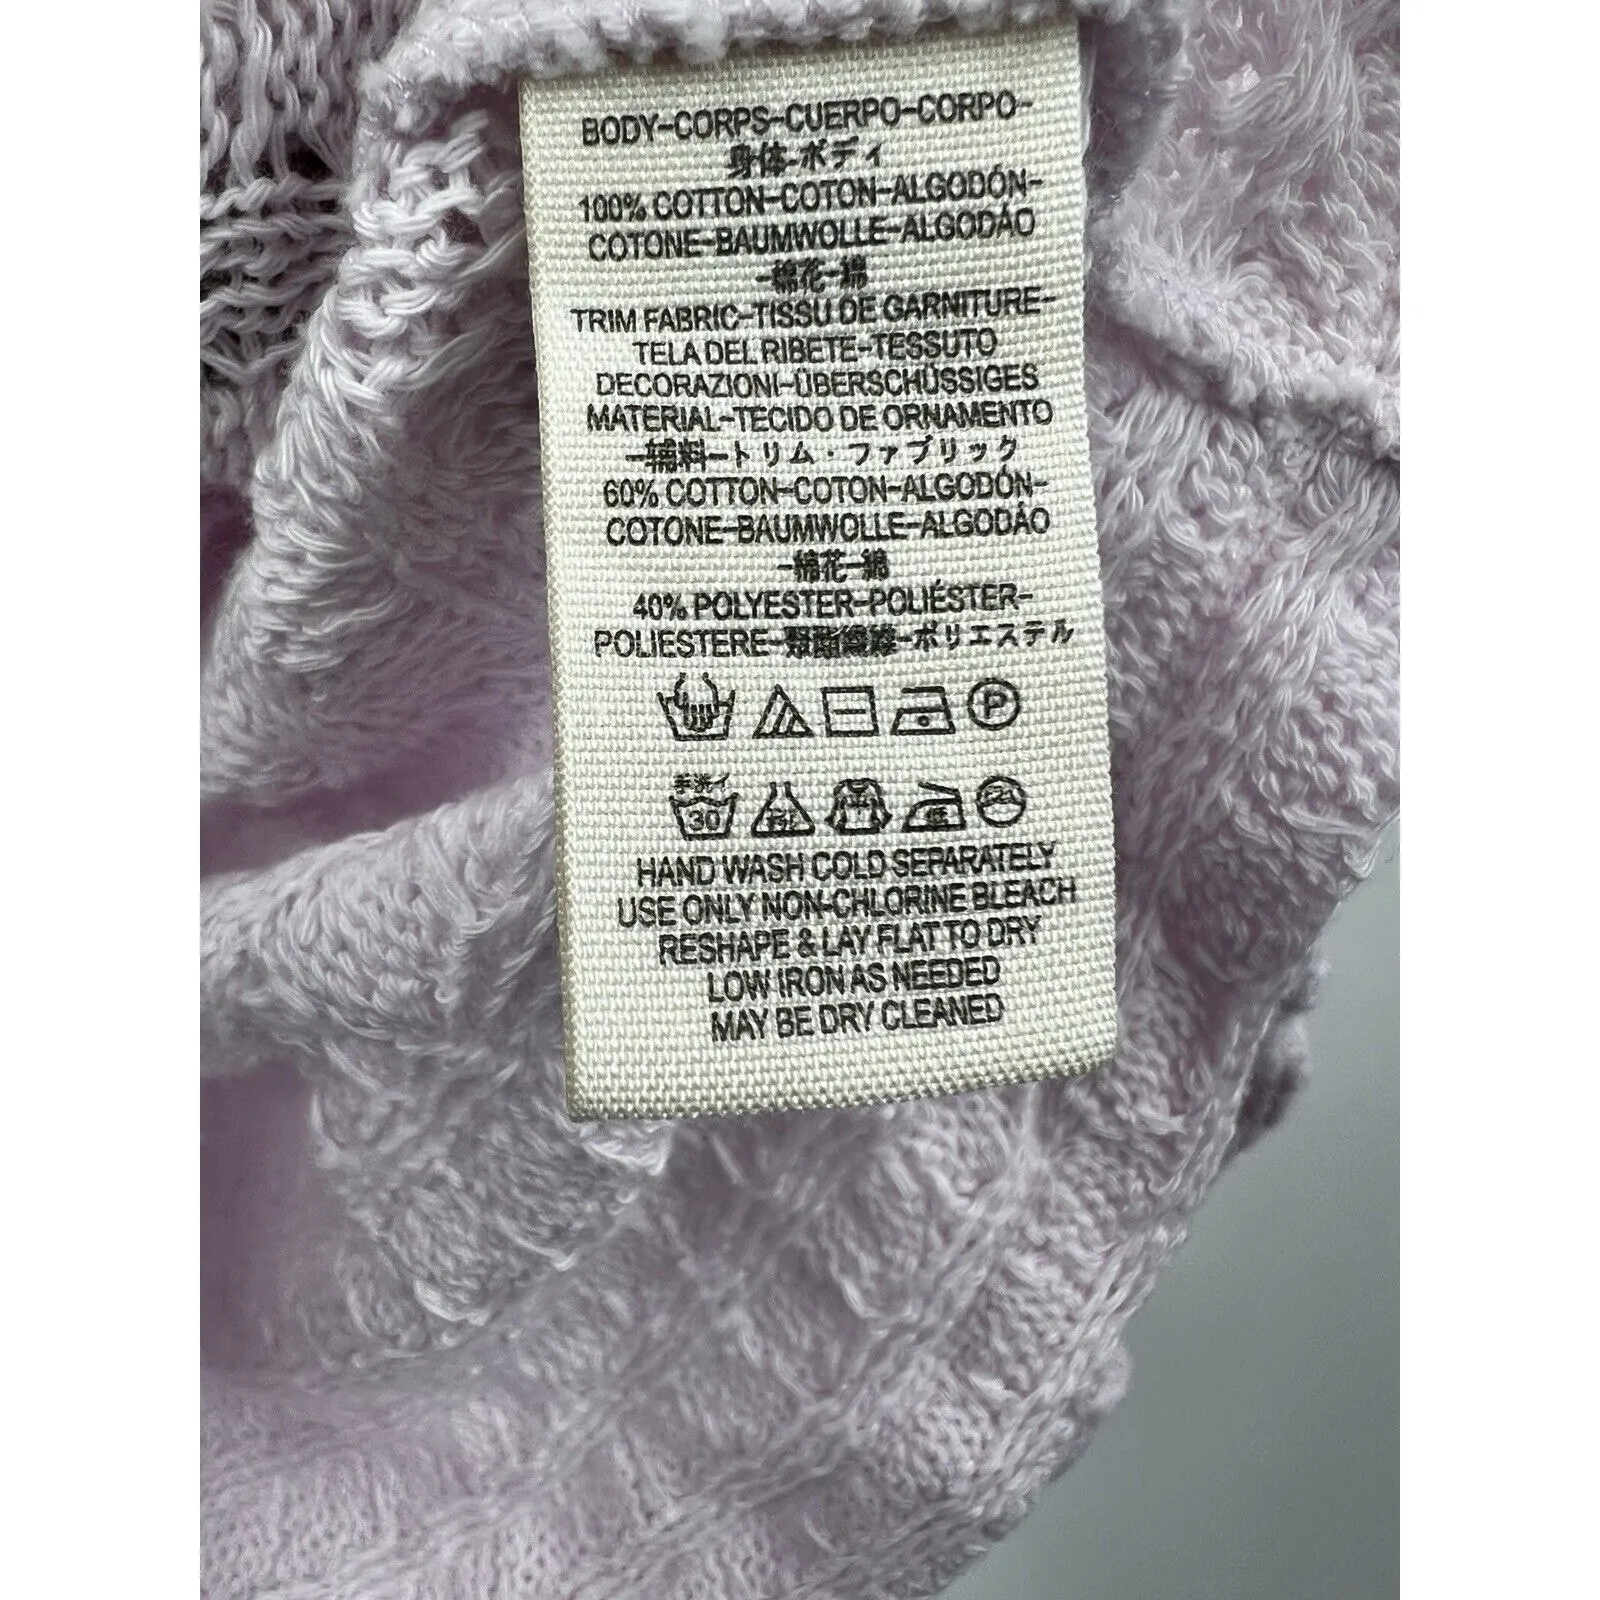 BODY-CORPS-CUERPO-CORPO-
身体-ボディ
100% COTTON-COTON-ALGODÓN-
COTONE-BAUMWOLLE-ALGODÃO
-棉花-綿
TRIM FABRIC-TISSU DE GARNITURE-
TELA DEL RIBETE-TESSUTO
DECORAZIONI-ÜBERSCHÜSSIGES
MATERIAL-TECIDO DE ORNAMENTO
-辅料-トリム・ファブリック
60% COTTON-COTON-ALGODÓN-
COTONE-BAUMWOLLE-ALGODÃO
-棉花-綿
40% POLYESTER-POLIÉSTER-
POLIESTERE-聚酯纖維-ポリエステル
P
手洗イ
30
HAND WASH COLD SEPARATELY
USE ONLY NON-CHLORINE BLEACH
RESHAPE & LAY FLAT TO DRY
LOW IRON AS NEEDED
MAY BE DRY CLEANED